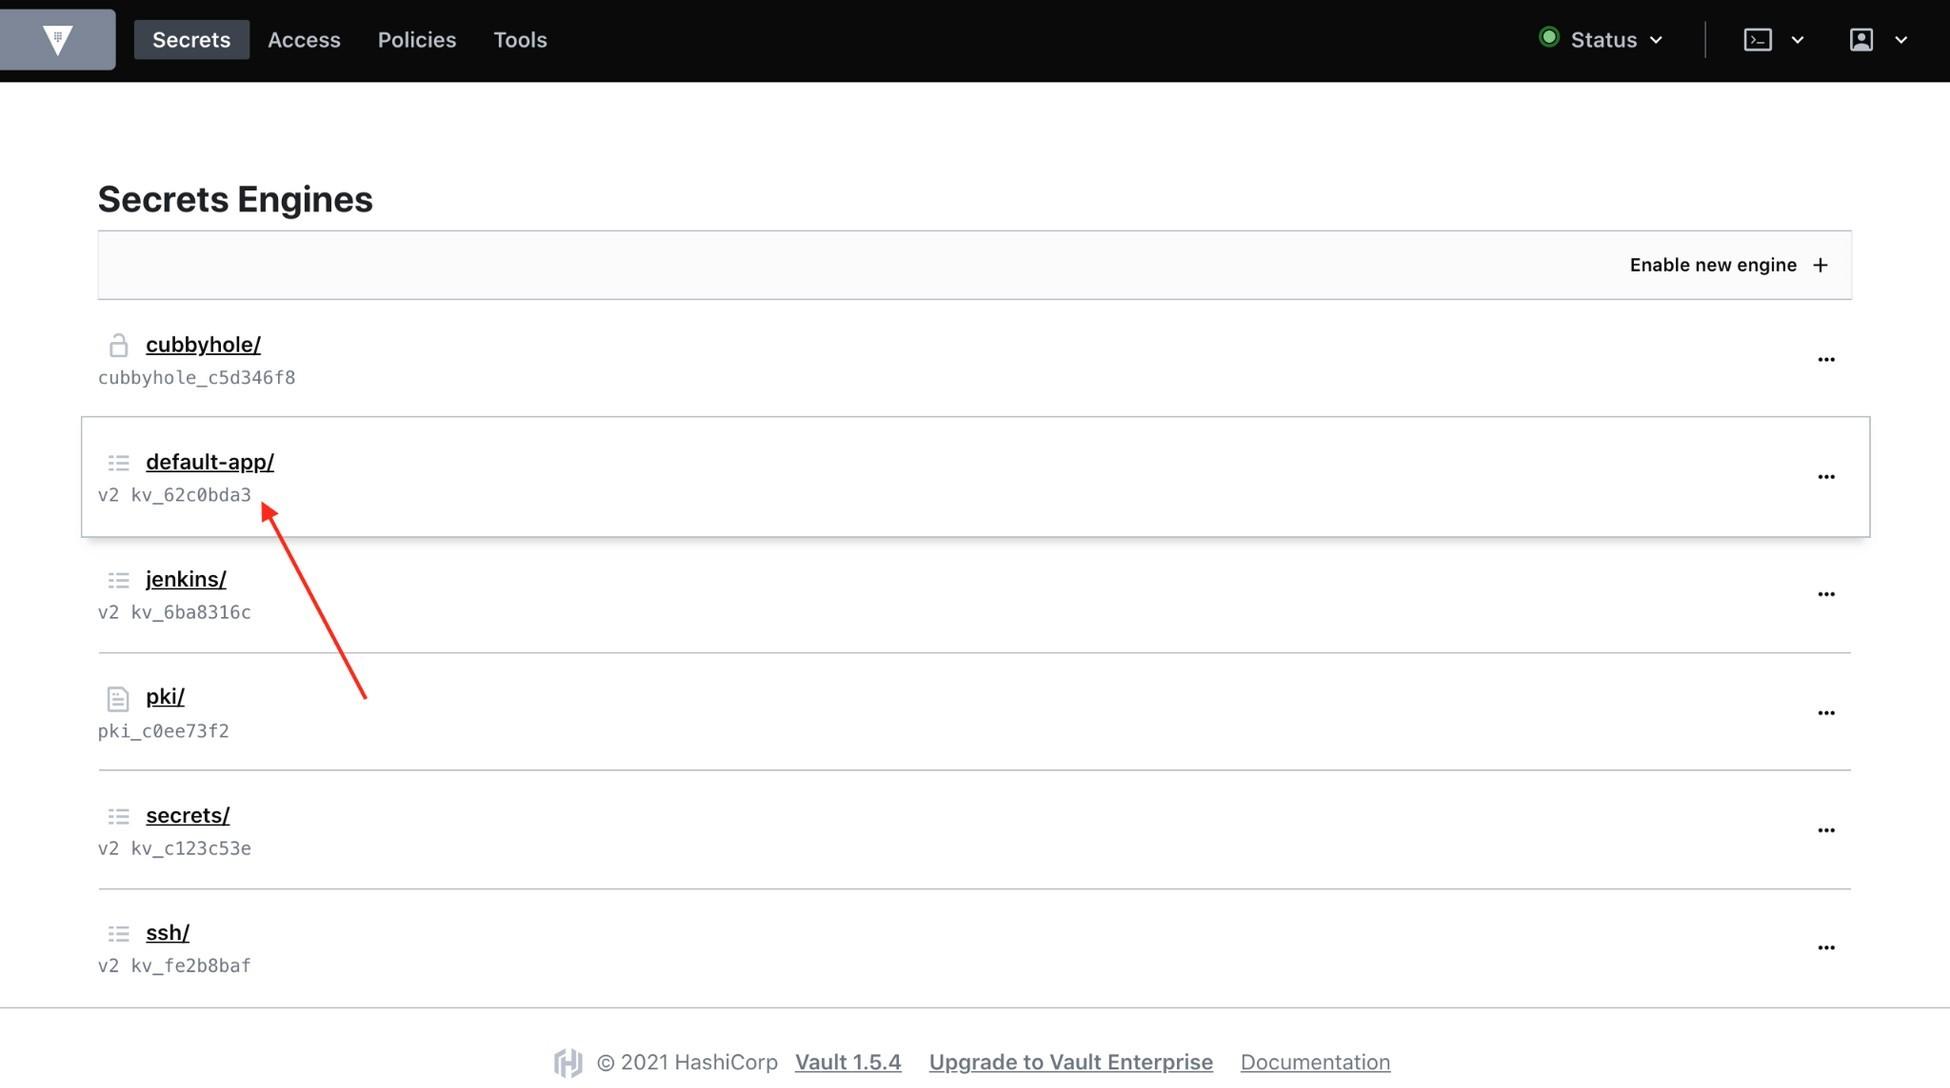 Secrets Access Policies Tools Status
Secrets Engines
Enable new engine
cubbyhole/
cubbyhole_c5d346f8
default-app/
v2 kv_62c0bda3
jenkins/
v2 kv_6ba8316c
pki/
pki_c0ee73f2
secrets/
v2 kv_c123c53e
ssh/
v2 kv_fe2b8baf
© 2021 HashiCorp Vault 1.5.4 Upgrade to Vault Enterprise Documentation